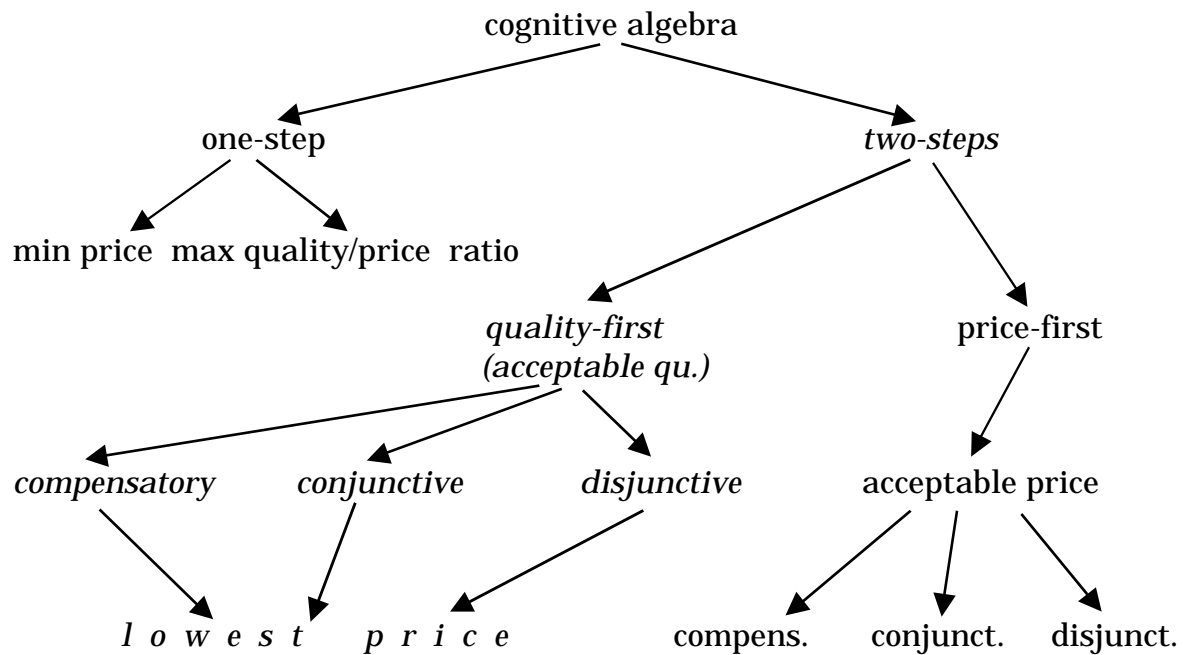 cognitive algebra
one-step
two-steps
min price max quality/price ratio
quality-first
(acceptable qu.)
price-first
compensatory
conjunctive
disjunctive
acceptable price
l o w e s t p r i c e
compens.
conjunct.
disjunct.